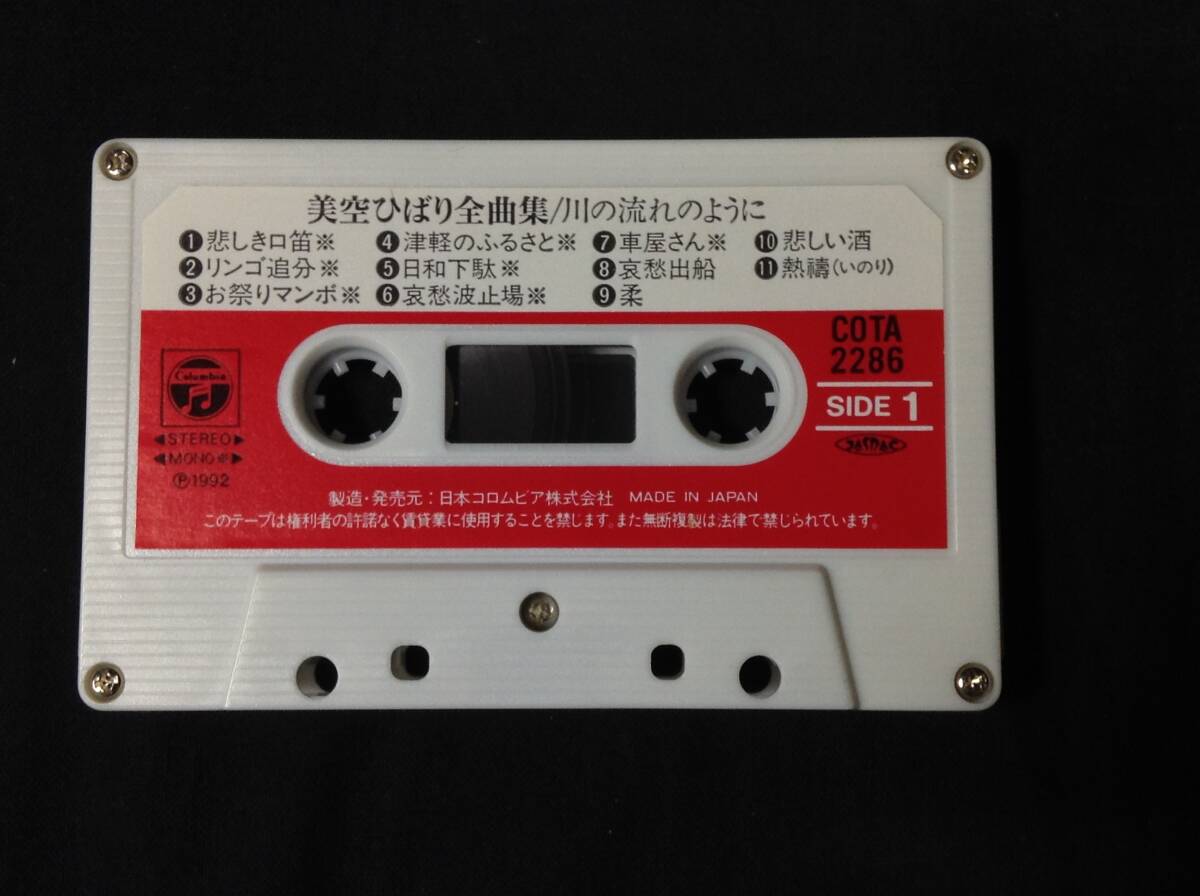 美空ひばり全曲集/川の流れのように
❶悲しき口笛※ ❹津軽のふるさと※ ❼車屋さん※ ❿悲しい酒
❷リンゴ追分※ ❺日和下駄※ ❽哀愁出船 ⓫熱禱(いのり)
❸お祭りマンボ※ ❻哀愁波止場※ ❾柔
COTA
2286
SIDE 1
JASRAC
Columbia
◀STEREO▶
◀MONO※▶
Ⓟ1992
製造・発売元:日本コロムビア株式会社 MADE IN JAPAN
このテープは権利者の許諾なく賃貸業に使用することを禁じます。また無断複製は法律で禁じられています。